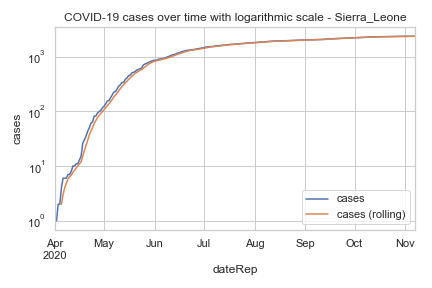 COVID-19 cases over time with logarithmic scale - Sierra_Leone
10³
10²
10¹
10⁰
cases
cases
cases (rolling)
Apr May Jun Jul Aug Sep Oct Nov
2020
dateRep